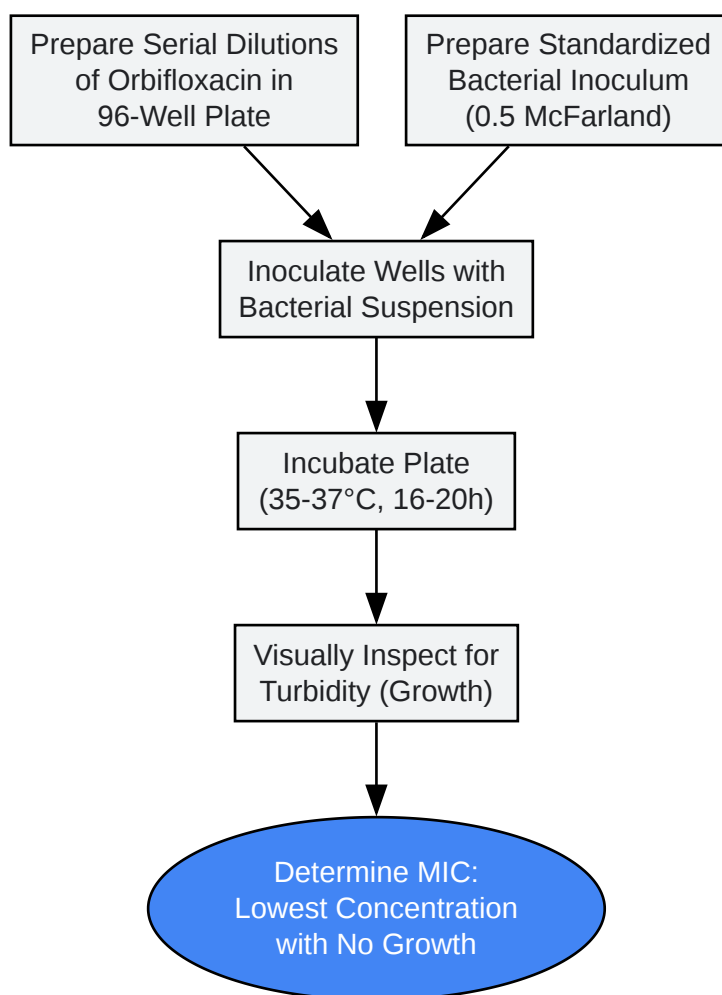 Prepare Serial Dilutions
of Orbifloxacin in
96-Well Plate
Prepare Standardized
Bacterial Inoculum
(0.5 McFarland)
Inoculate Wells with
Bacterial Suspension
Incubate Plate
(35-37°C, 16-20h)
Visually Inspect for
Turbidity (Growth)
Determine MIC:
Lowest Concentration
with No Growth